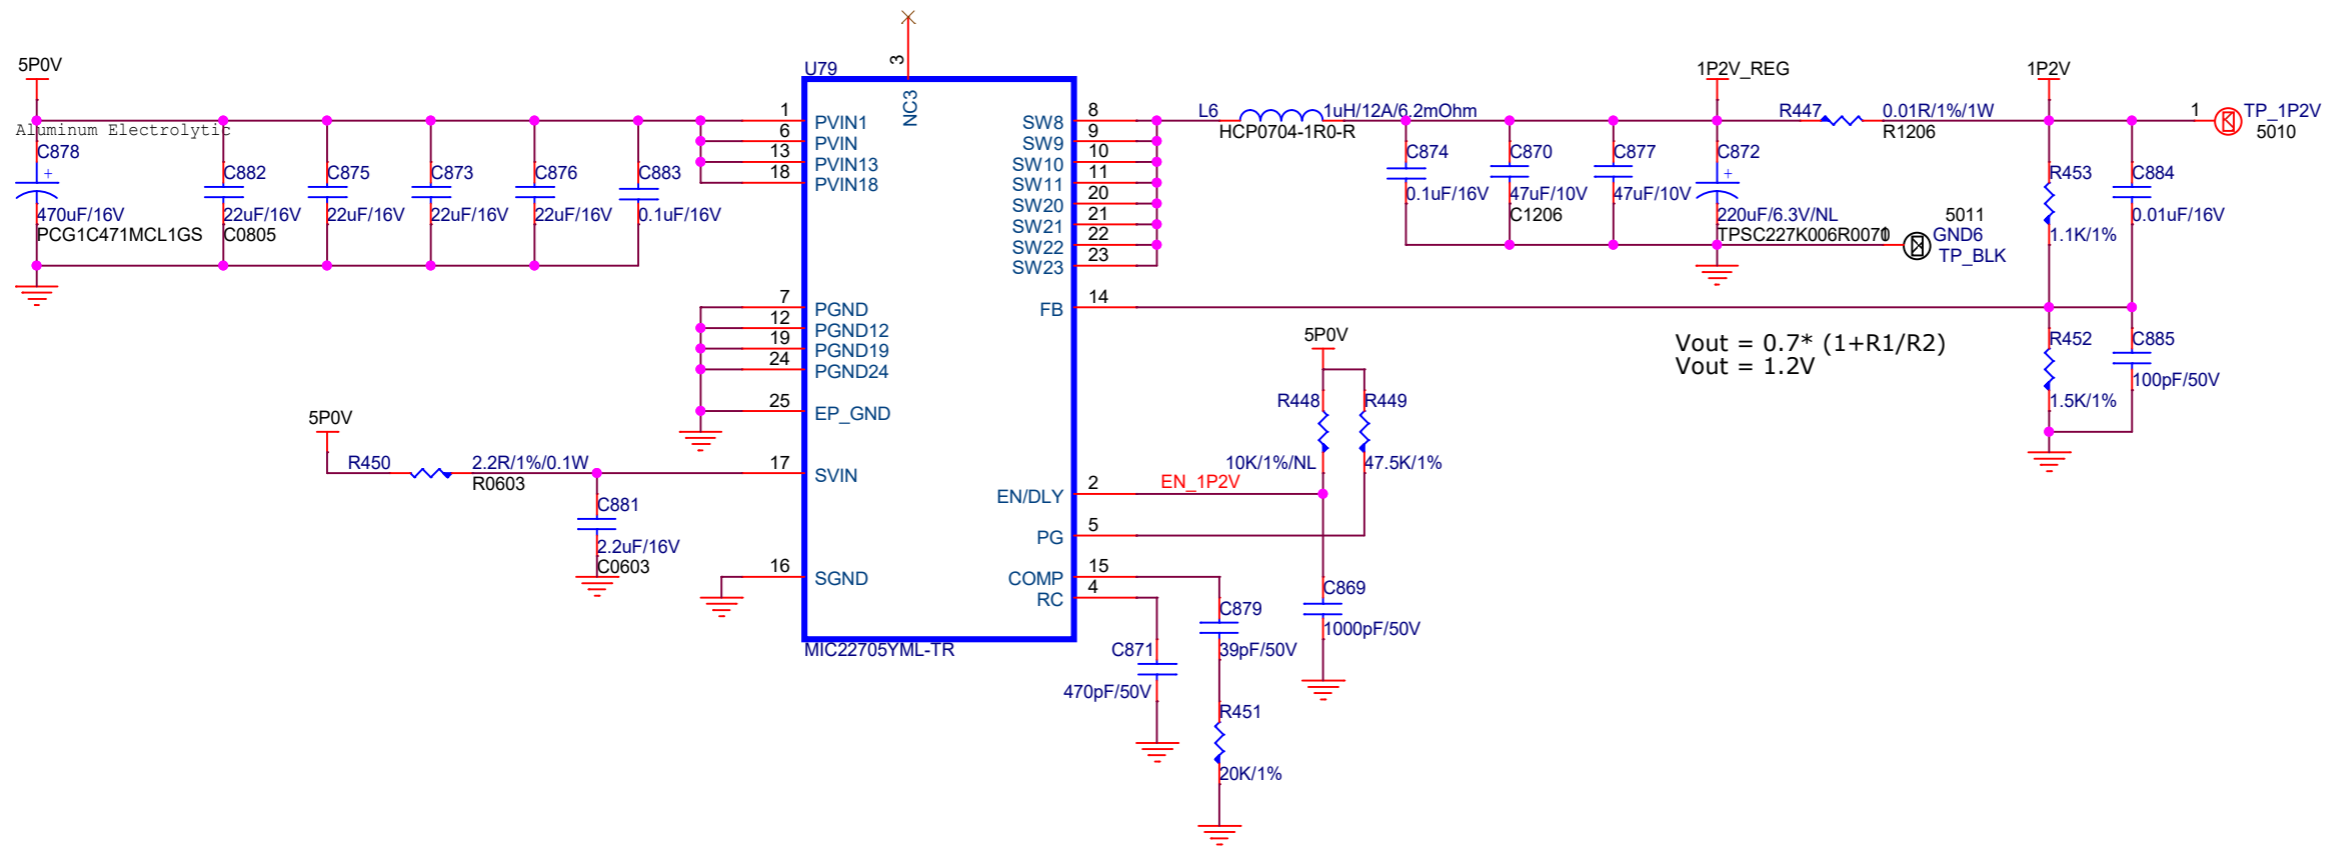 5P0V
Aluminum Electrolytic
C878
+
470uF/16V
PCG1C471MCL1GS
C882
22uF/16V
C0805
C875
22uF/16V
C873
22uF/16V
C876
22uF/16V
C883
0.1uF/16V
U79
3
NC3
1
PVIN1
6
PVIN
13
PVIN13
18
PVIN18
7
PGND
12
PGND12
19
PGND19
24
PGND24
25
EP_GND
17
SVIN
16
SGND
8
SW8
9
SW9
10
SW10
11
SW11
20
SW20
21
SW21
22
SW22
23
SW23
14
FB
2
EN/DLY
5
PG
15
COMP
4
RC
MIC22705YML-TR
5P0V
R450
2.2R/1%/0.1W
R0603
C881
2.2uF/16V
C0603
L6
1uH/12A/6.2mOhm
HCP0704-1R0-R
C874
0.1uF/16V
C870
47uF/10V
C1206
C877
47uF/10V
1P2V_REG
C872
+
220uF/6.3V/NL
TPSC227K006R0070
1
5011
GND6
TP_BLK
R447
0.01R/1%/1W
R1206
1P2V
1
TP_1P2V
5010
R453
1.1K/1%
C884
0.01uF/16V
R452
1.5K/1%
C885
100pF/50V
Vout = 0.7* (1+R1/R2)
Vout = 1.2V
5P0V
R448
10K/1%/NL
R449
47.5K/1%
EN_1P2V
C869
1000pF/50V
C879
39pF/50V
C871
470pF/50V
R451
20K/1%